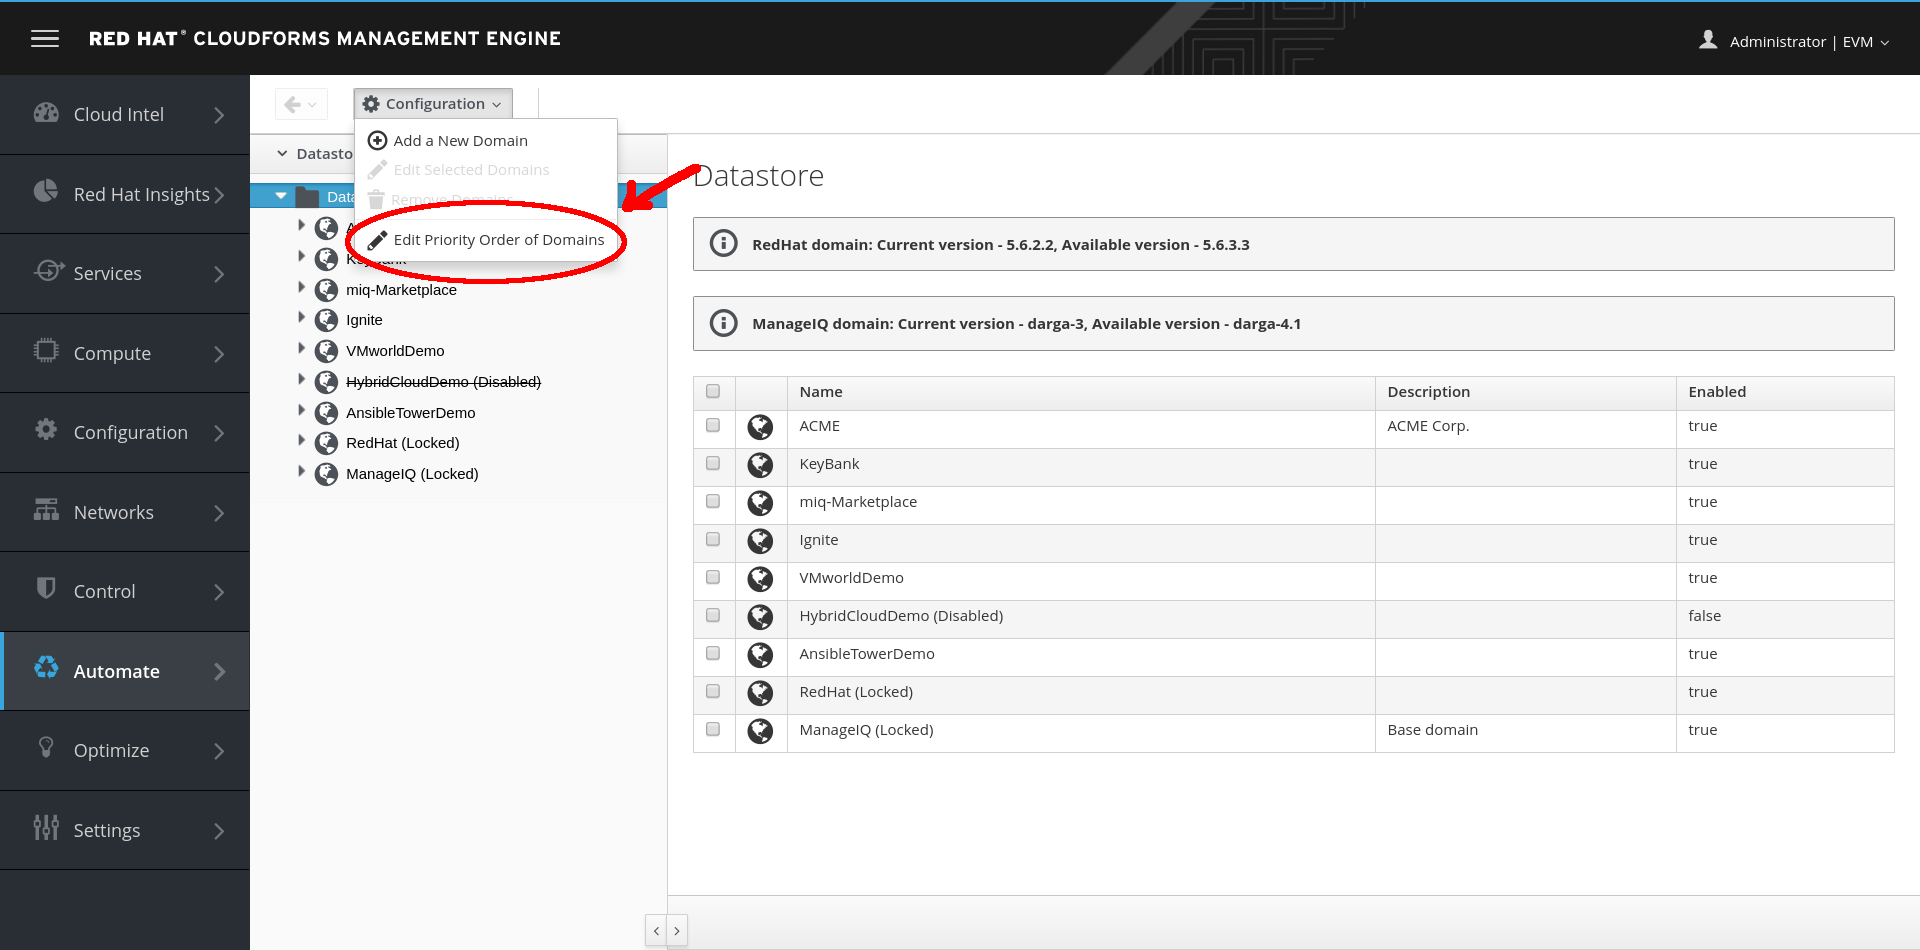 RED HAT® CLOUDFORMS MANAGEMENT ENGINE
Administrator | EVM
Cloud Intel
Red Hat Insights
Services
Compute
Configuration
Networks
Control
Automate
Optimize
Settings
Configuration
Add a New Domain
Edit Selected Domains
Remove Domains
Edit Priority Order of Domains
Datasto
Data
A
KeyBank
miq-Marketplace
Ignite
VMworldDemo
HybridCloudDemo (Disabled)
AnsibleTowerDemo
RedHat (Locked)
ManageIQ (Locked)
Datastore
RedHat domain: Current version - 5.6.2.2, Available version - 5.6.3.3
ManageIQ domain: Current version - darga-3, Available version - darga-4.1
Name Description Enabled
ACME ACME Corp. true
KeyBank true
miq-Marketplace true
Ignite true
VMworldDemo true
HybridCloudDemo (Disabled) false
AnsibleTowerDemo true
RedHat (Locked) true
ManageIQ (Locked) Base domain true